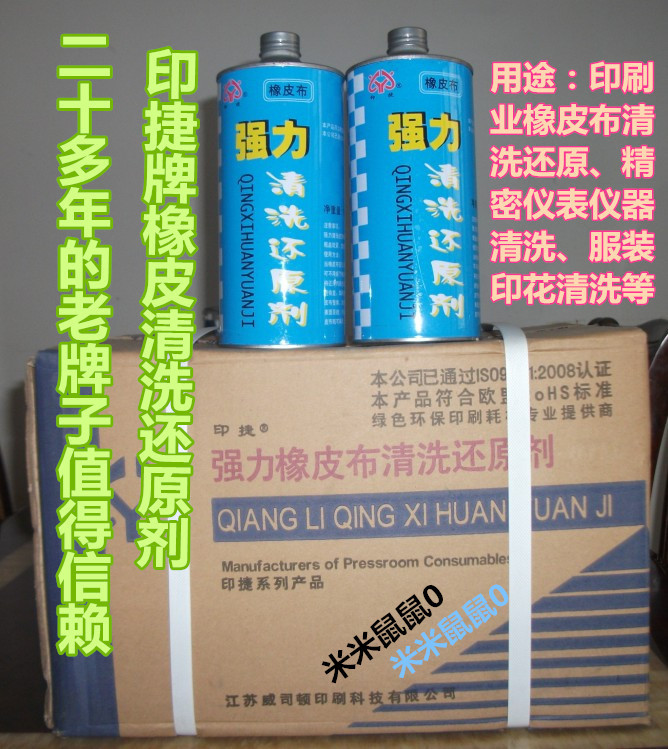 二十多年的老牌子值得信赖
印捷牌橡皮清洗还原剂
用途：印刷
业橡皮布清
洗还原、精
密仪表仪器
清洗、服装
印花清洗等
橡皮布
强力
清洗还原剂
QINGXIHUANYUANJI
橡皮布
强力
清洗还原剂
QINGXIHUANYUANJI
本公司已通过ISO9 1:2008认证
本产品符合欧盟 oHS标准
绿色环保印刷耗 专业提供商
印捷®
强力橡皮布清洗还原剂
QIANG LI QING XI HUAN UAN JI
Manufacturers of Pressroom Consumables
印捷系列产品
米米鼠鼠0
米米鼠鼠0
江苏威司顿印刷科技有限公司